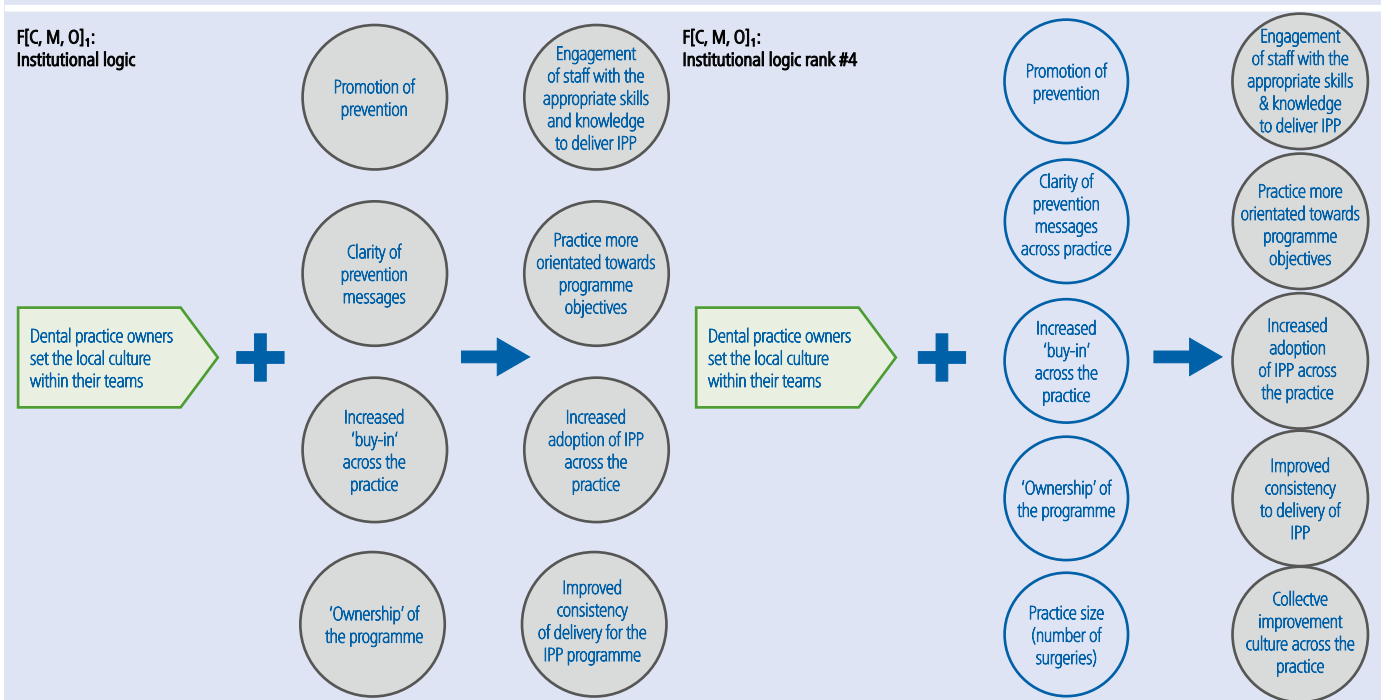 F[C, M, O]₁:
Institutional logic
Promotion of
prevention
Engagement
of staff with the
appropriate skills
and knowledge
to deliver IPP
Clarity of
prevention
messages
Practice more
orientated towards
programme
objectives
Dental practice owners
set the local culture
within their teams
Increased
'buy-in'
across the
practice
Increased
adoption of IPP
across the
practice
'Ownership' of
the programme
Improved
consistency
of delivery for the
IPP programme
F[C, M, O]₁:
Institutional logic rank #4
Promotion of
prevention
Engagement
of staff with the
appropriate skills
& knowledge
to deliver IPP
Clarity of
prevention
messages
across practice
Practice more
orientated towards
programme
objectives
Dental practice owners
set the local culture
within their teams
Increased
'buy-in'
across the
practice
Increased
adoption
of IPP across
the practice
'Ownership' of
the programme
Improved
consistency
to delivery of
IPP
Practice size
(number of
surgeries)
Collectve
improvement
culture across the
practice